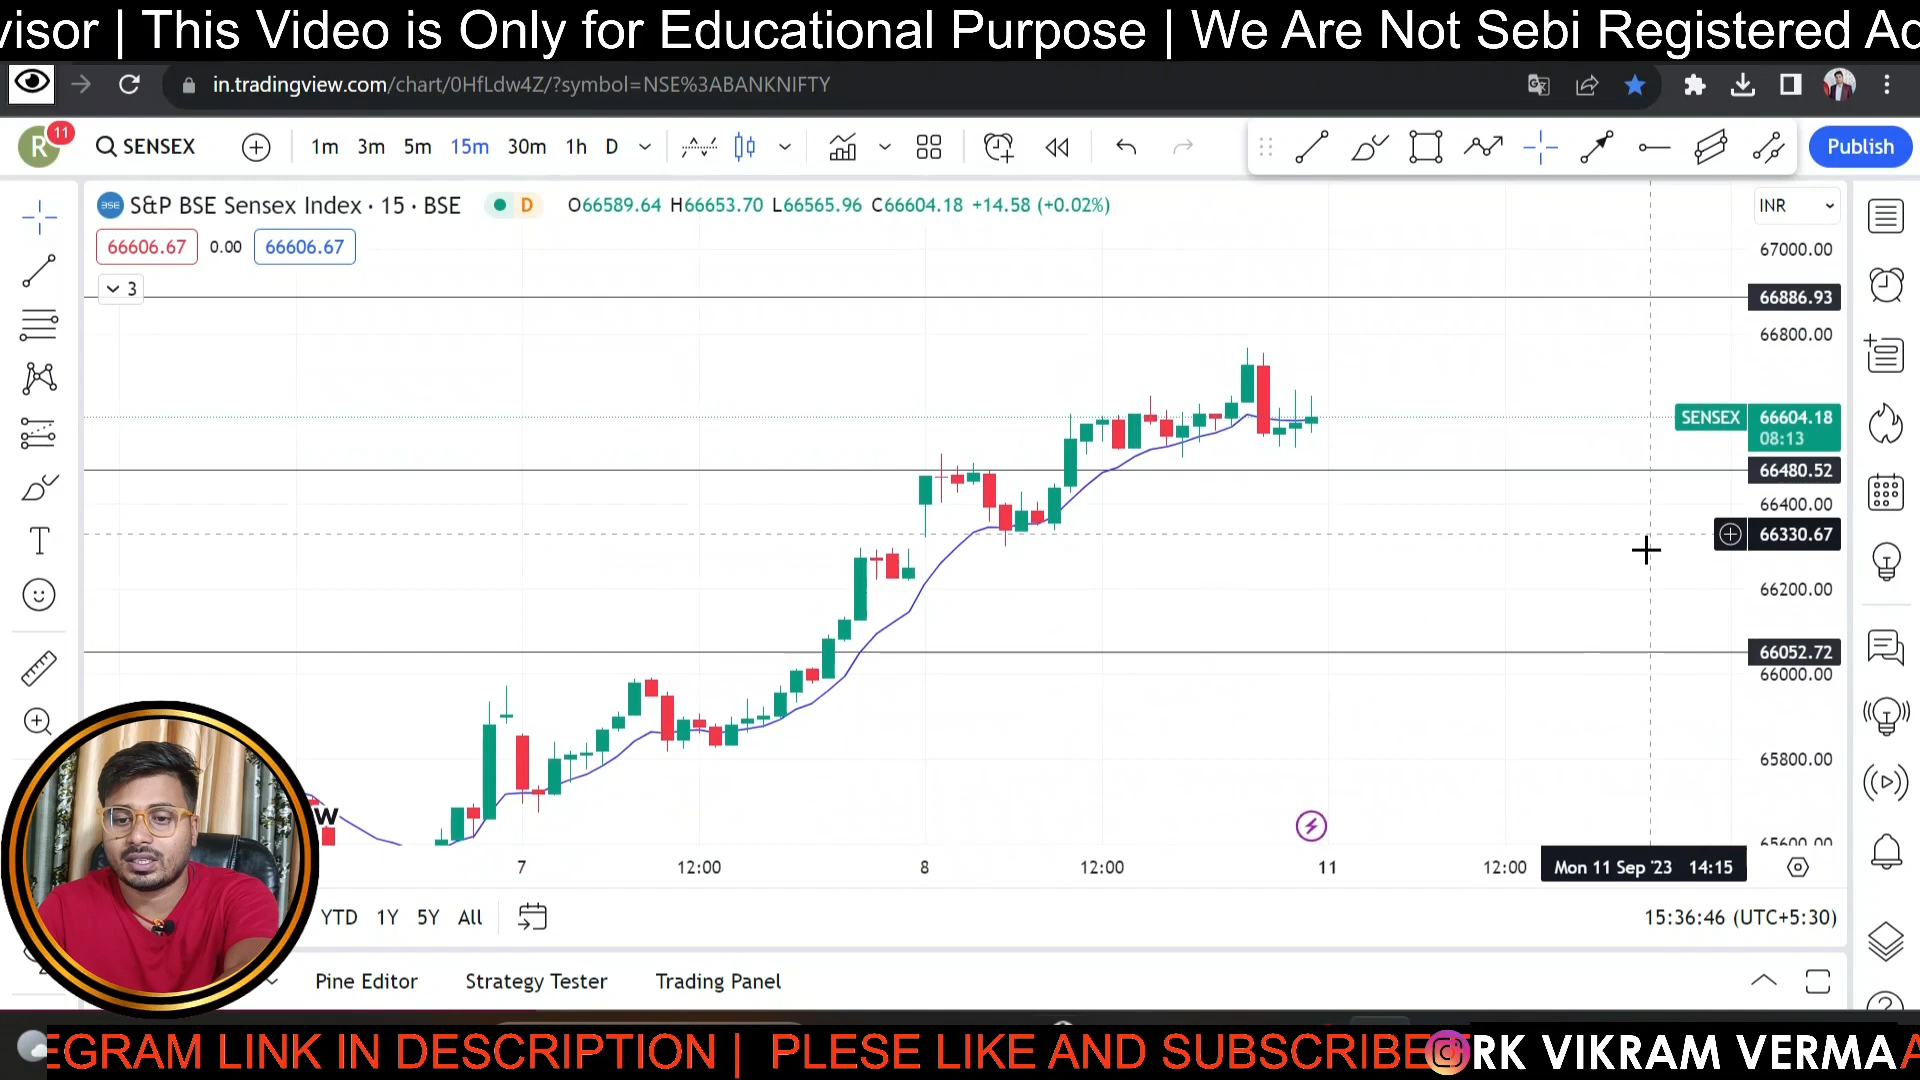 visor | This Video is Only for Educational Purpose | We Are Not Sebi Registered Ad
in.tradingview.com/chart/0HfLdw4Z/?symbol=NSE%3ABANKNIFTY
R 11 SENSEX 1m 3m 5m 15m 30m 1h D Publish
S&P BSE Sensex Index · 15 · BSE D O66589.64 H66653.70 L66565.96 C66604.18 +14.58 (+0.02%) INR
66606.67 0.00 66606.67
67000.00
3
66886.93
66800.00
SENSEX 66604.18
08:13
66480.52
66400.00
66330.67
66200.00
66052.72
66000.00
65800.00
W
65600.00
7 12:00 8 12:00 11 12:00 Mon 11 Sep '23 14:15
YTD 1Y 5Y All 15:36:46 (UTC+5:30)
Pine Editor Strategy Tester Trading Panel
EGRAM LINK IN DESCRIPTION | PLESE LIKE AND SUBSCRIBE RK VIKRAM VERMA